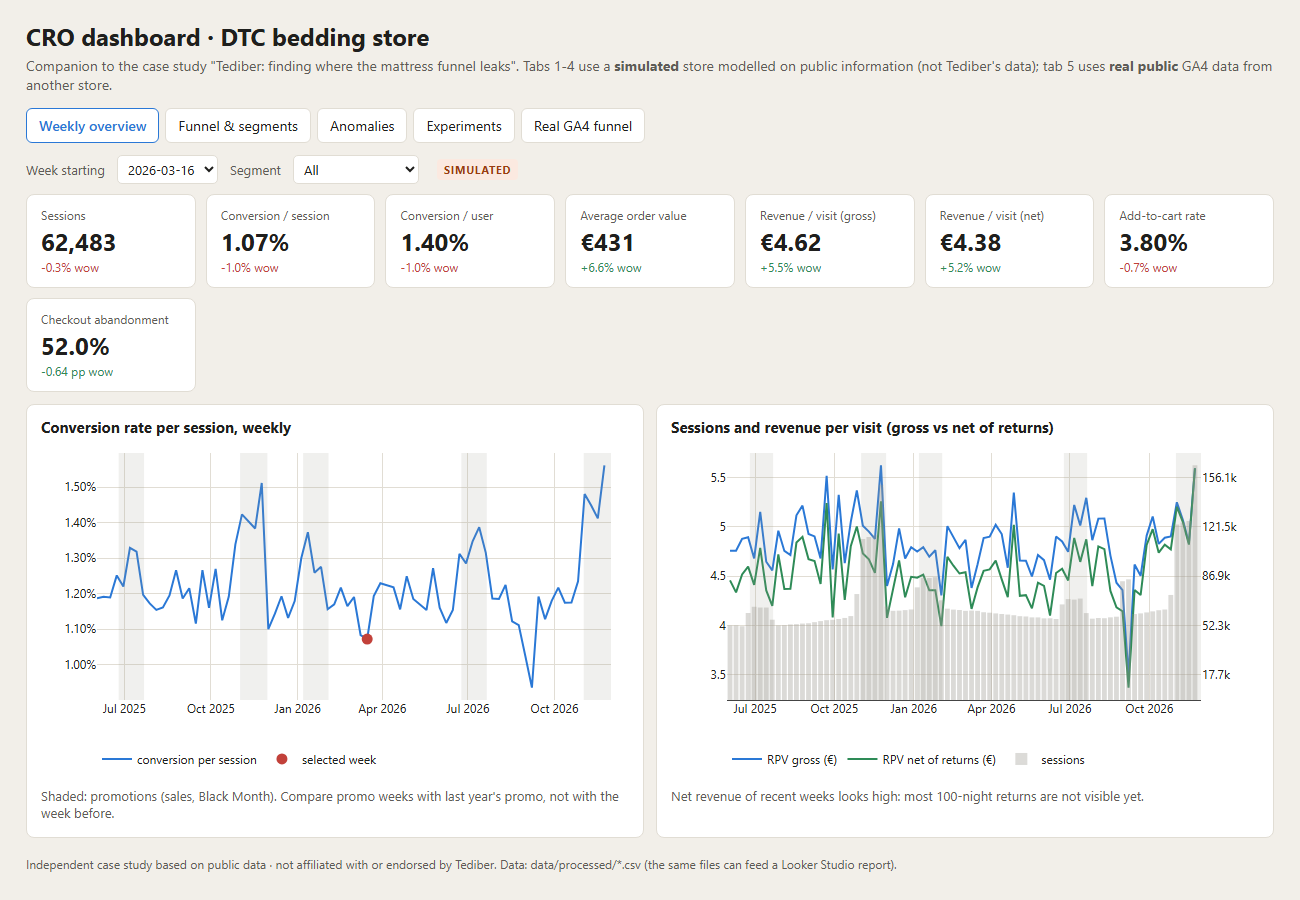 CRO dashboard · DTC bedding store
Companion to the case study "Tediber: finding where the mattress funnel leaks". Tabs 1-4 use a simulated store modelled on public information (not Tediber's data); tab 5 uses real public GA4 data from
another store.
Weekly overview Funnel & segments Anomalies Experiments Real GA4 funnel
Week starting 2026-03-16 Segment All SIMULATED
Sessions
62,483
-0.3% wow
Conversion / session
1.07%
-1.0% wow
Conversion / user
1.40%
-1.0% wow
Average order value
€431
+6.6% wow
Revenue / visit (gross)
€4.62
+5.5% wow
Revenue / visit (net)
€4.38
+5.2% wow
Add-to-cart rate
3.80%
-0.7% wow
Checkout abandonment
52.0%
-0.64 pp wow
Conversion rate per session, weekly
1.50%
1.40%
1.30%
1.20%
1.10%
1.00%
Jul 2025 Oct 2025 Jan 2026 Apr 2026 Jul 2026 Oct 2026
conversion per session selected week
Shaded: promotions (sales, Black Month). Compare promo weeks with last year's promo, not with the
week before.
Sessions and revenue per visit (gross vs net of returns)
5.5 156.1k
5 121.5k
4.5 86.9k
4 52.3k
3.5 17.7k
Jul 2025 Oct 2025 Jan 2026 Apr 2026 Jul 2026 Oct 2026
RPV gross (€) RPV net of returns (€) sessions
Net revenue of recent weeks looks high: most 100-night returns are not visible yet.
Independent case study based on public data · not affiliated with or endorsed by Tediber. Data: data/processed/*.csv (the same files can feed a Looker Studio report).